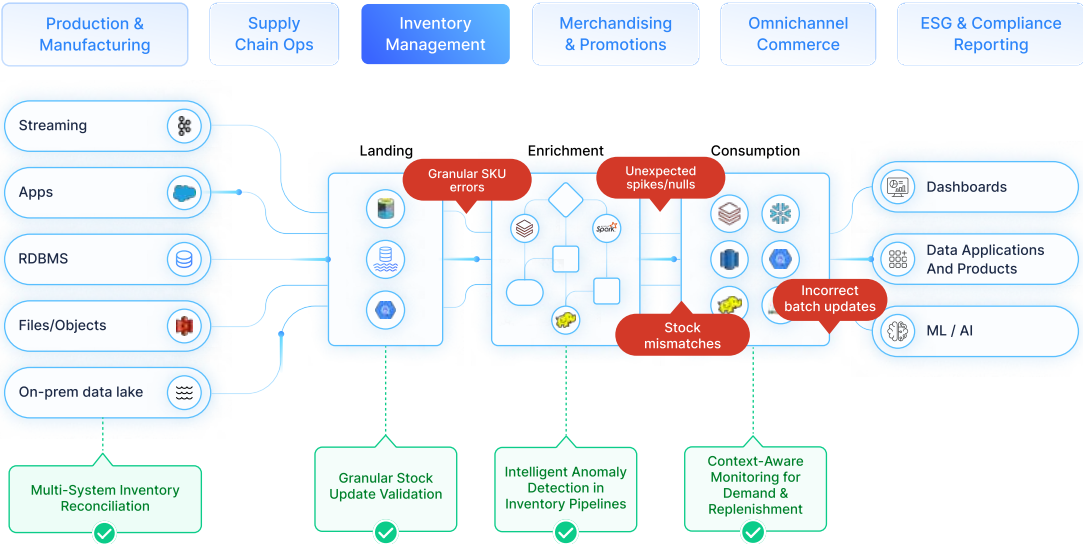 Production &
Manufacturing
Supply
Chain Ops
Inventory
Management
Merchandising
& Promotions
Omnichannel
Commerce
ESG & Compliance
Reporting
Streaming
Apps
RDBMS
Files/Objects
On-prem data lake
Landing
Enrichment
Consumption
Granular SKU
errors
Unexpected
spikes/nulls
Spark
Stock
mismatches
Incorrect
batch updates
Dashboards
Data Applications
And Products
ML / AI
Multi-System Inventory
Reconciliation
Granular Stock
Update Validation
Intelligent Anomaly
Detection in
Inventory Pipelines
Context-Aware
Monitoring for
Demand &
Replenishment